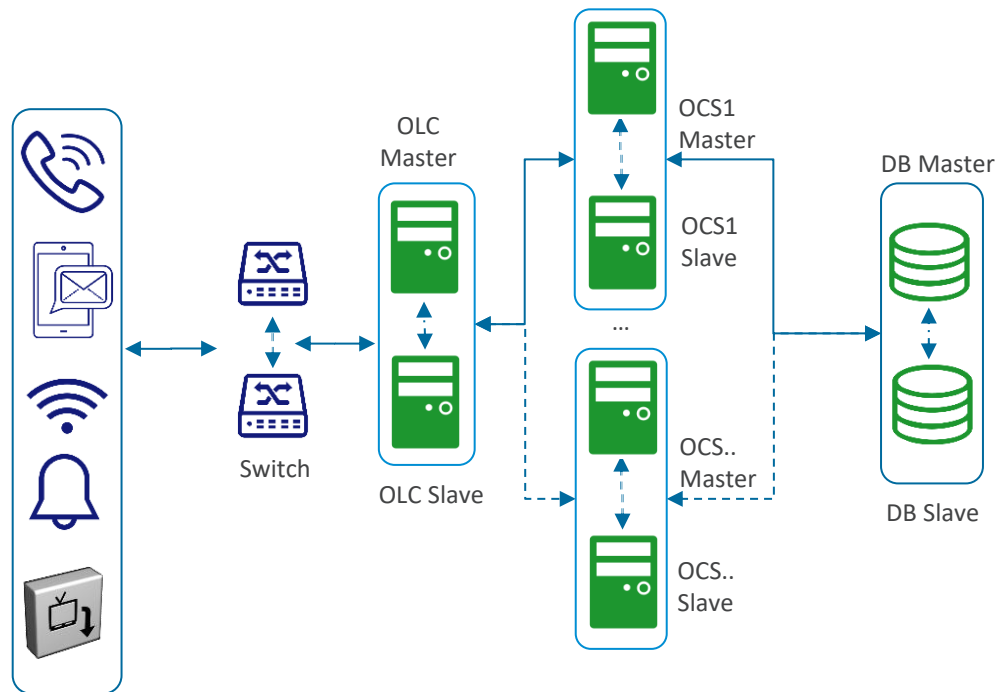 OLC
Master
OLC Slave
Switch
OCS1
Master
OCS1
Slave
...
OCS..
Master
OCS..
Slave
DB Master
DB Slave